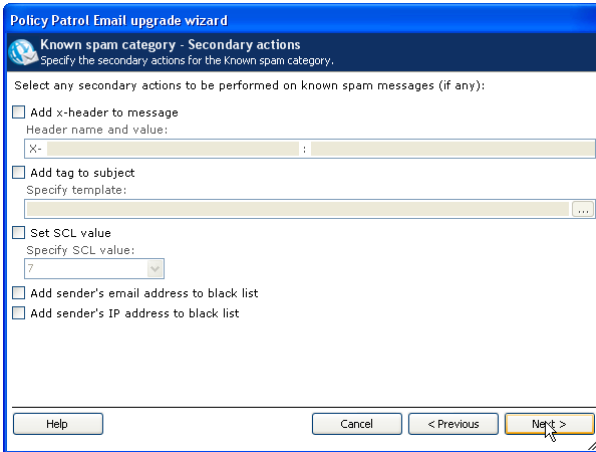 Policy Patrol Email upgrade wizard
Known spam category - Secondary actions
Specify the secondary actions for the Known spam category.
Select any secondary actions to be performed on known spam messages (if any):
Add x-header to message
Header name and value:
X- :
Add tag to subject
Specify template:
...
Set SCL value
Specify SCL value:
7
Add sender's email address to black list
Add sender's IP address to black list
Help Cancel < Previous Next >